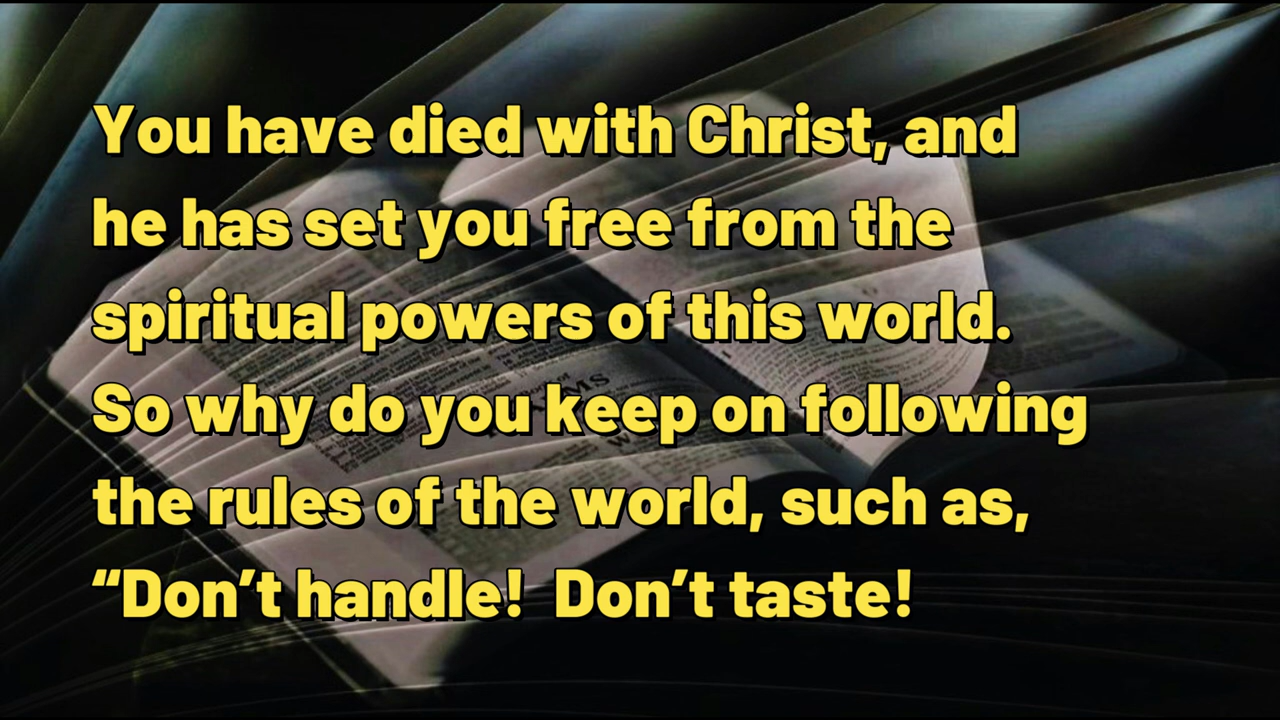 You have died with Christ, and
he has set you free from the
spiritual powers of this world.
So why do you keep on following
the rules of the world, such as,
“Don’t handle!  Don’t taste!